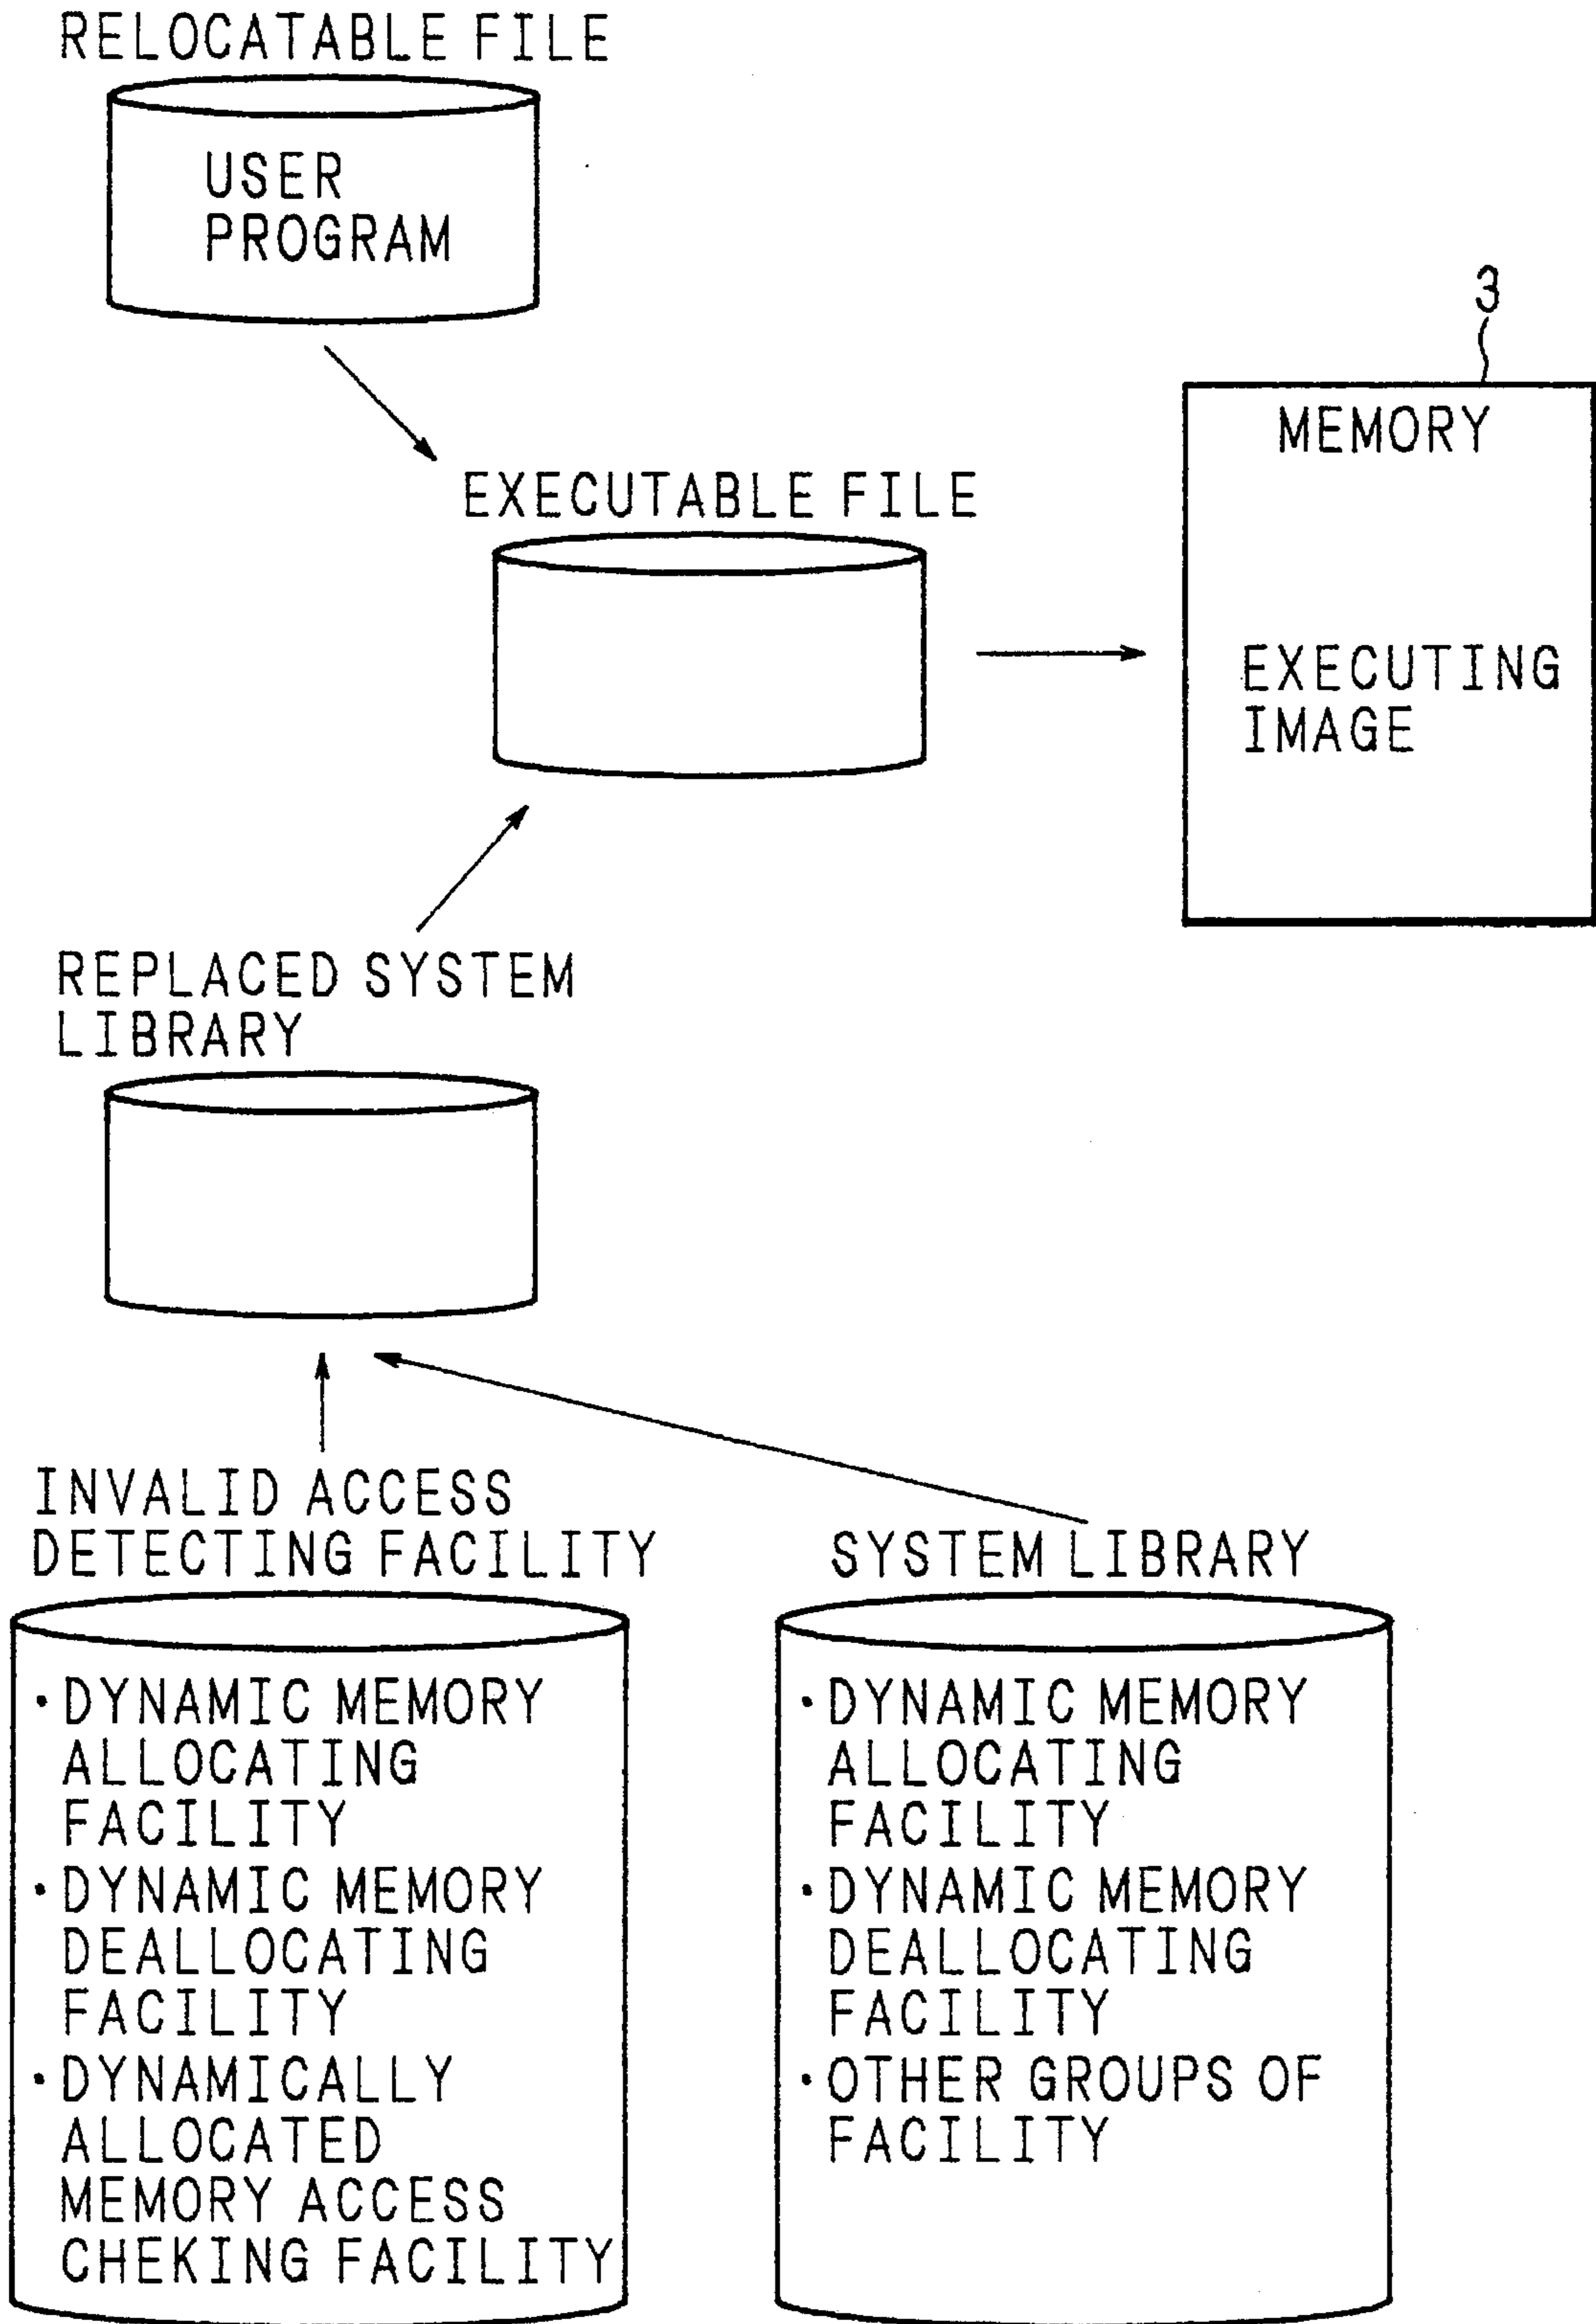 RELOCATABLE FILE
USER
PROGRAM
3
MEMORY
EXECUTABLE FILE
EXECUTING
IMAGE
REPLACED SYSTEM
LIBRARY
INVALID ACCESS
DETECTING FACILITY
·DYNAMIC MEMORY
ALLOCATING
FACILITY
·DYNAMIC MEMORY
DEALLOCATING
FACILITY
·DYNAMICALLY
ALLOCATED
MEMORY ACCESS
CHEKING FACILITY
SYSTEM LIBRARY
·DYNAMIC MEMORY
ALLOCATING
FACILITY
·DYNAMIC MEMORY
DEALLOCATING
FACILITY
·OTHER GROUPS OF
FACILITY